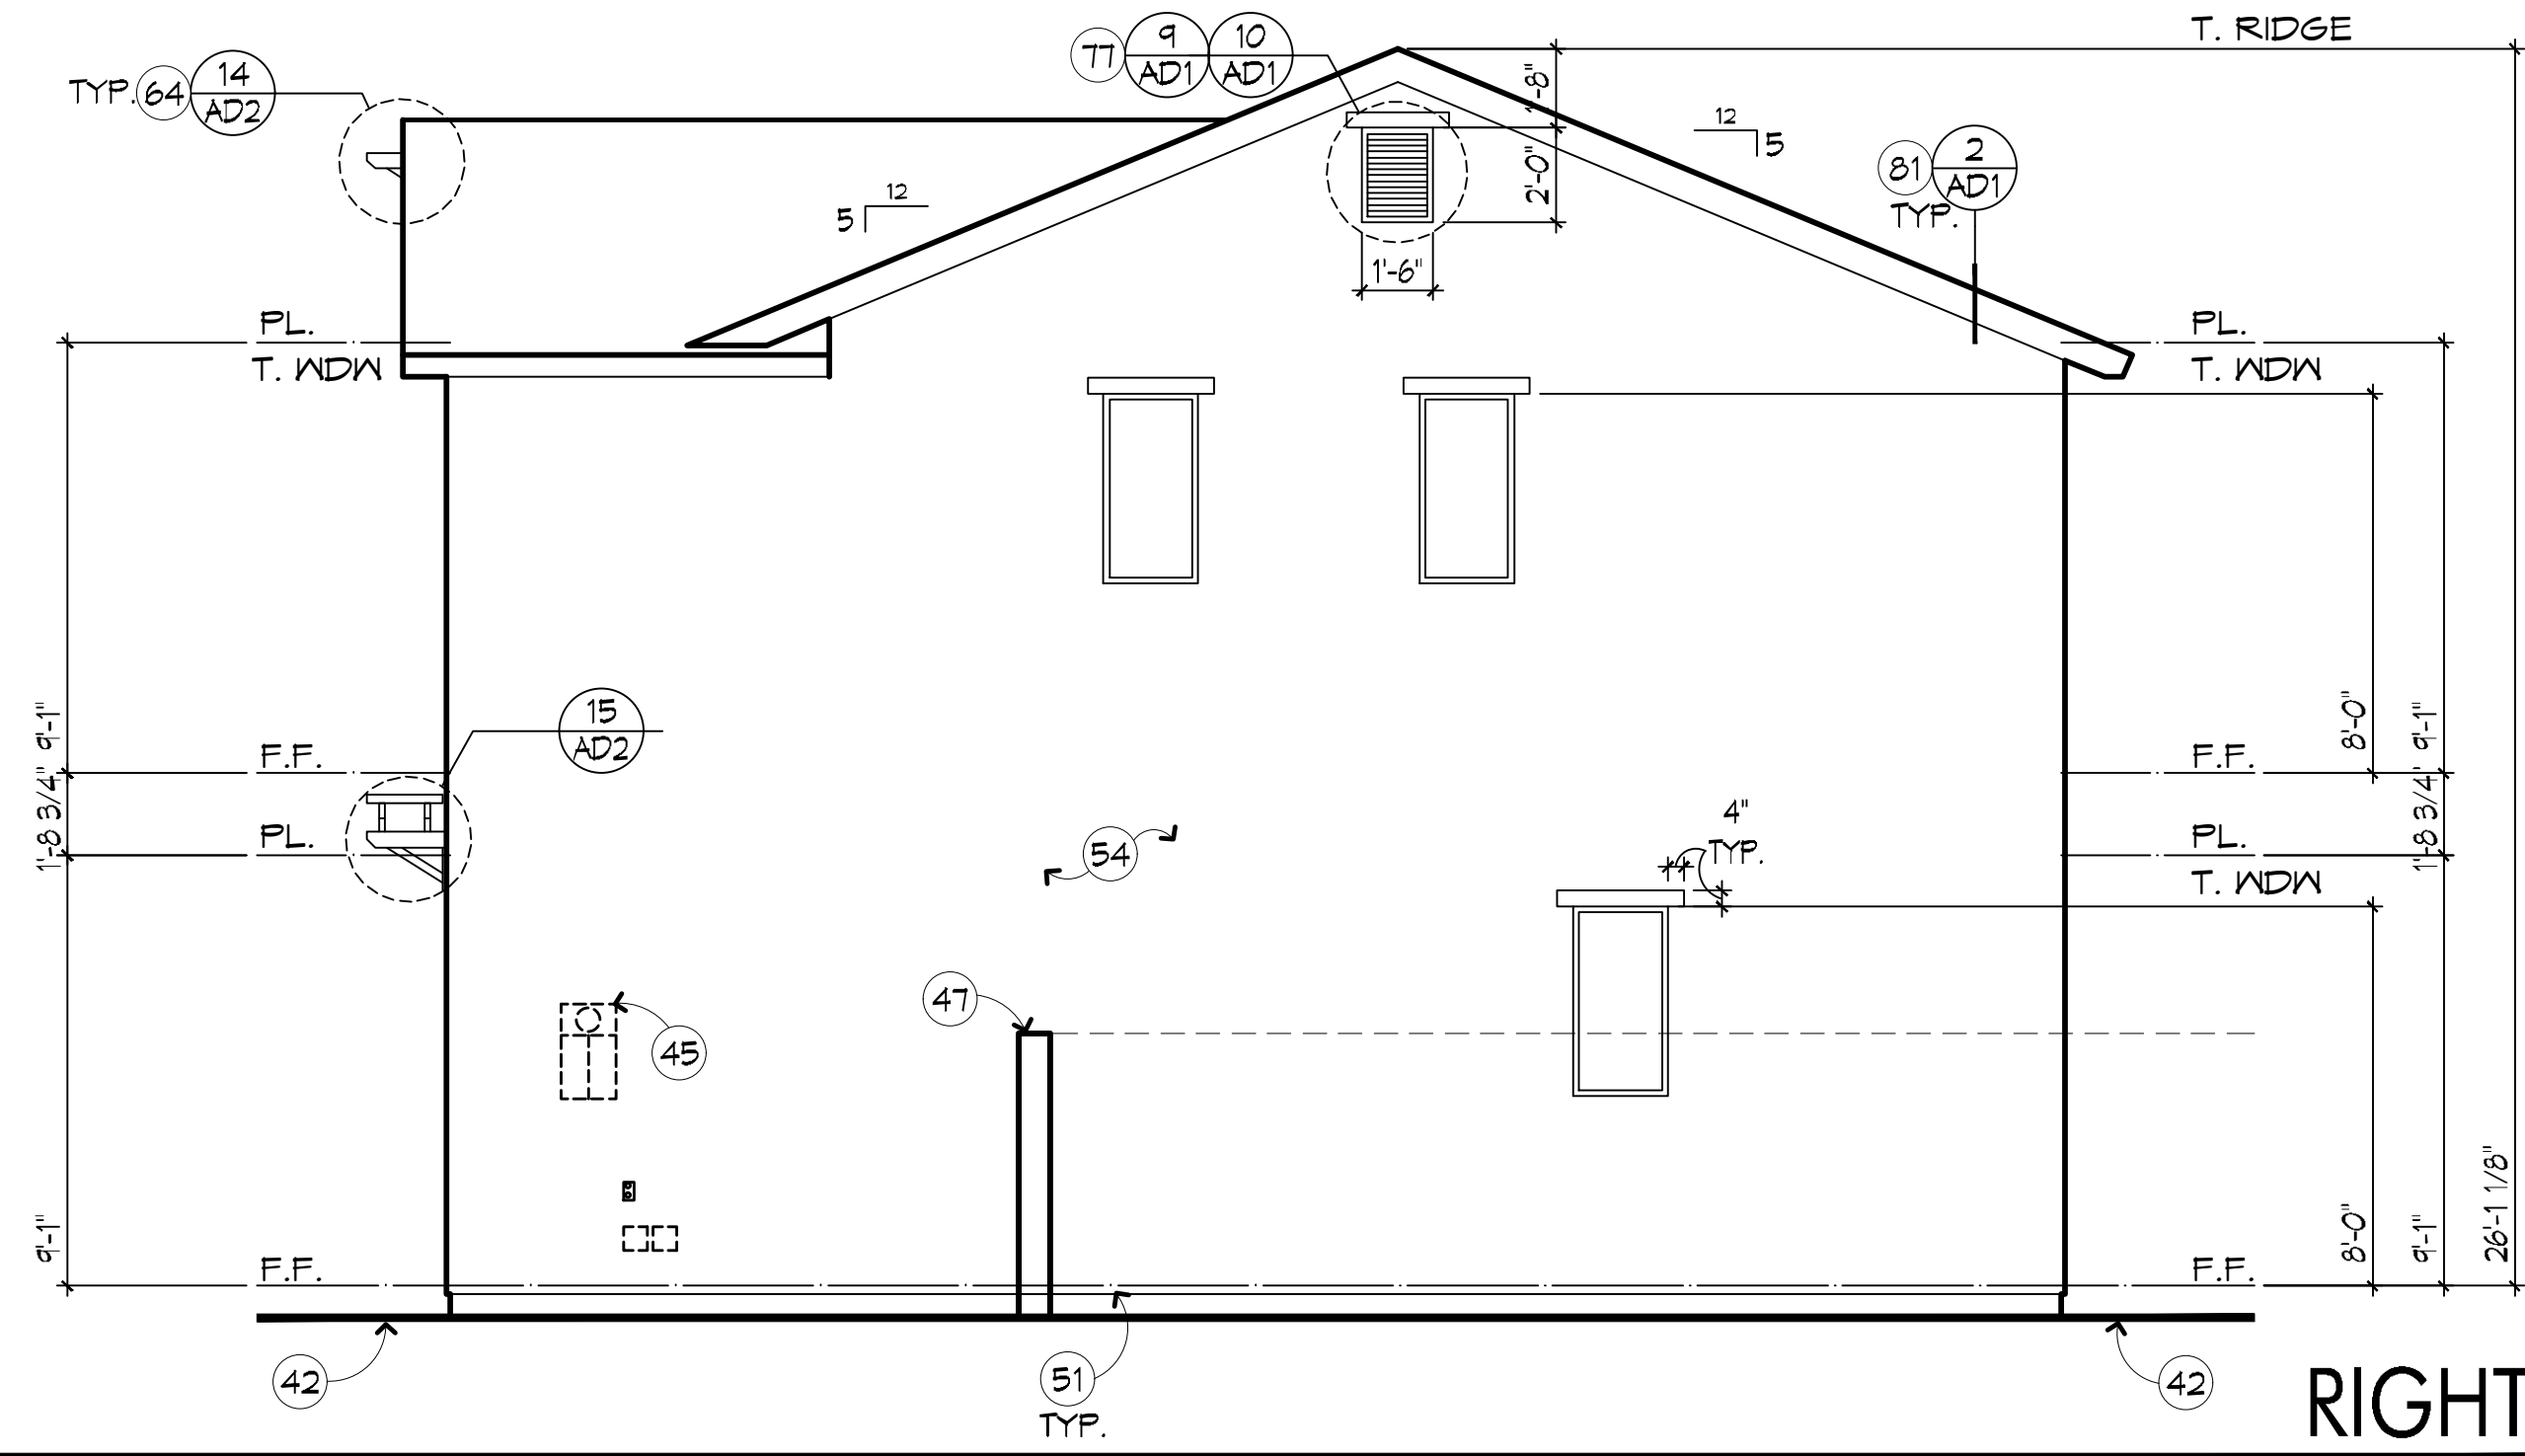 T. RIDGE
77
9
AD1
10
AD1
TYP.
64
14
AD2
1'-8"
12
5
2'-0"
81
2
AD1
TYP.
12
5
1'-6"
PL.
T. WDW
PL.
T. WDW
15
AD2
9'-1"
8'-0"
9'-1"
F.F.
F.F.
1'-8 3/4"
1'-8 3/4"
4"
TYP.
54
PL.
PL.
T. WDW
47
45
9'-1"
8'-0"
9'-1"
26'-1 1/8"
F.F.
F.F.
42
51
TYP.
42
RIGHT